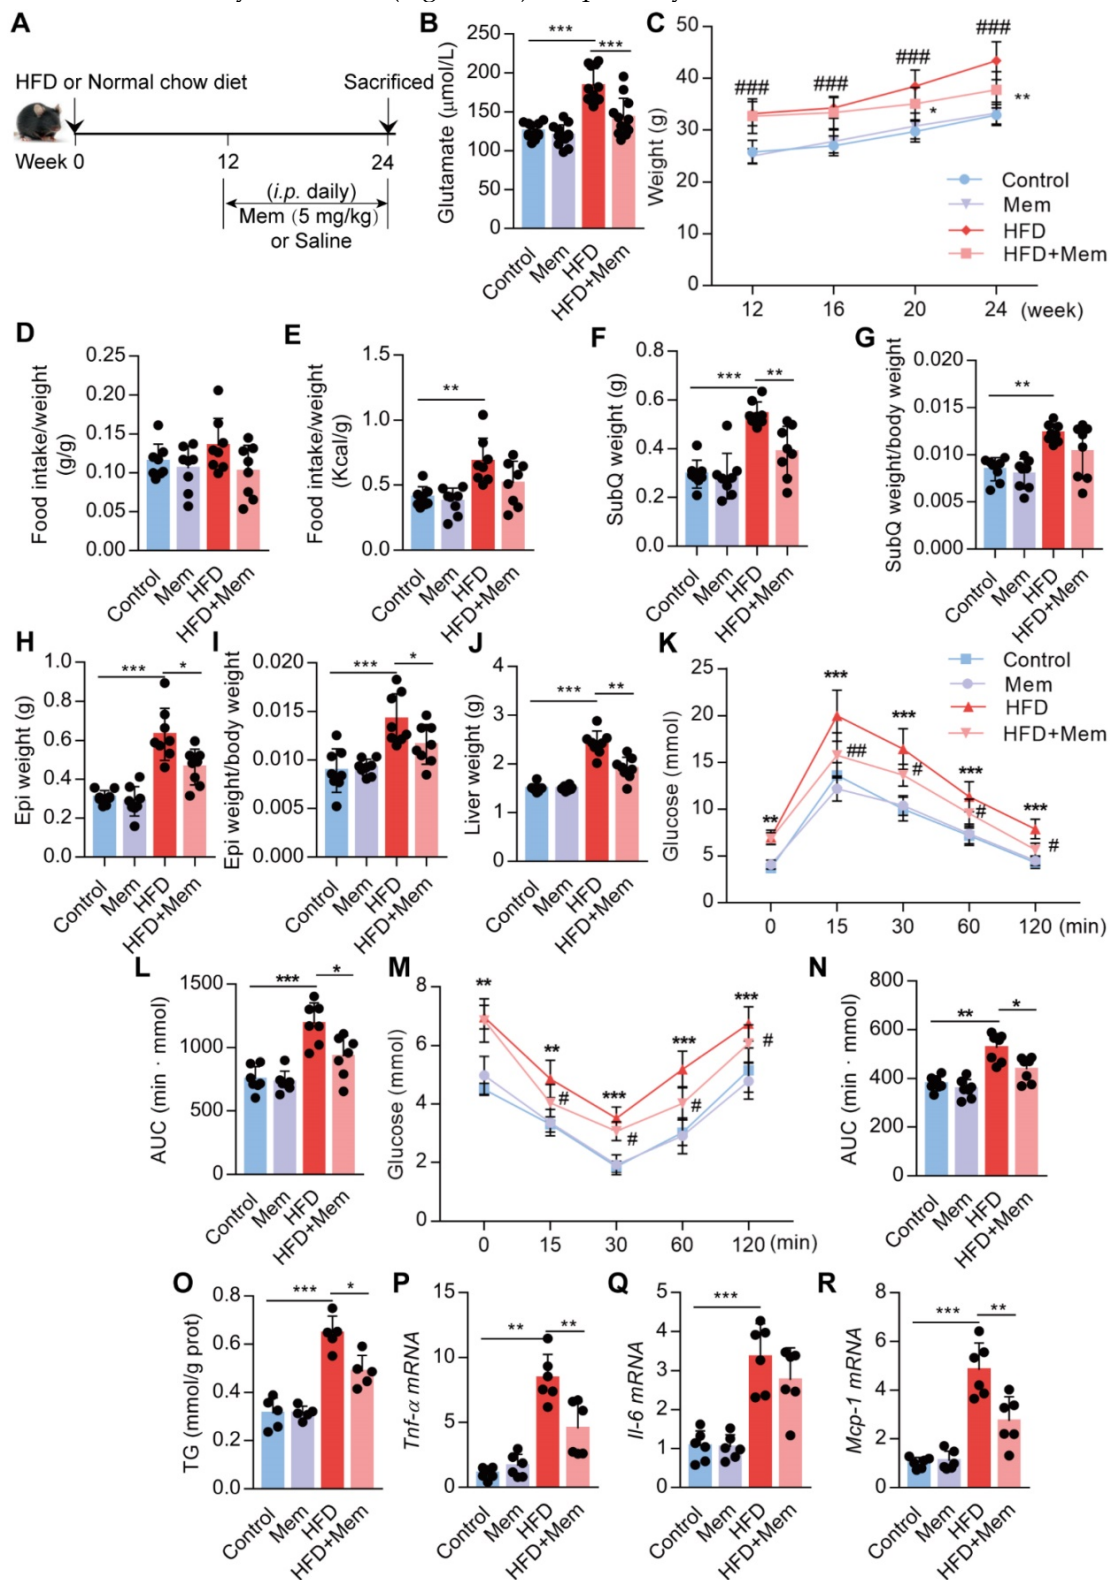 A
HFD or Normal chow diet Sacrificed
Week 0 12 24
(i.p. daily)
Mem (5 mg/kg)
or Saline
B
Glutamate (μmol/L)
250
200
150
100
50
0
*** ***
Control Mem HFD HFD+Mem
C
Weight (g)
50
40
30
20
10
0
### ### ### ###
* **
Control
Mem
HFD
HFD+Mem
12 16 20 24 (week)
D
Food intake/weight
(g/g)
0.25
0.20
0.15
0.10
0.05
0.00
Control Mem HFD HFD+Mem
E
Food intake/weight
(Kcal/g)
1.5
1.0
0.5
0.0
**
Control Mem HFD HFD+Mem
F
SubQ weight (g)
0.8
0.6
0.4
0.2
0.0
*** **
Control Mem HFD HFD+Mem
G
SubQ weight/body weight
0.020
0.015
0.010
0.005
0.000
**
Control Mem HFD HFD+Mem
H
Epi weight (g)
1.0
0.8
0.6
0.4
0.2
0.0
*** *
Control Mem HFD HFD+Mem
I
Epi weight/body weight
0.020
0.015
0.010
0.005
0.000
*** *
Control Mem HFD HFD+Mem
J
Liver weight (g)
4
3
2
1
0
*** **
Control Mem HFD HFD+Mem
K
Glucose (mmol)
25
20
15
10
5
0
** *** *** *** ***
## # # #
Control
Mem
HFD
HFD+Mem
0 15 30 60 120 (min)
L
AUC (min · mmol)
1500
1000
500
0
*** *
Control Mem HFD HFD+Mem
M
Glucose (mmol)
8
6
4
2
0
** ** *** *** ***
# # # #
0 15 30 60 120 (min)
N
AUC (min · mmol)
800
600
400
200
0
** *
Control Mem HFD HFD+Mem
O
TG (mmol/g prot)
0.8
0.6
0.4
0.2
0.0
*** *
Control Mem HFD HFD+Mem
P
Tnf-α mRNA
15
10
5
0
** **
Control Mem HFD HFD+Mem
Q
Il-6 mRNA
5
4
3
2
1
0
***
Control Mem HFD HFD+Mem
R
Mcp-1 mRNA
8
6
4
2
0
*** **
Control Mem HFD HFD+Mem